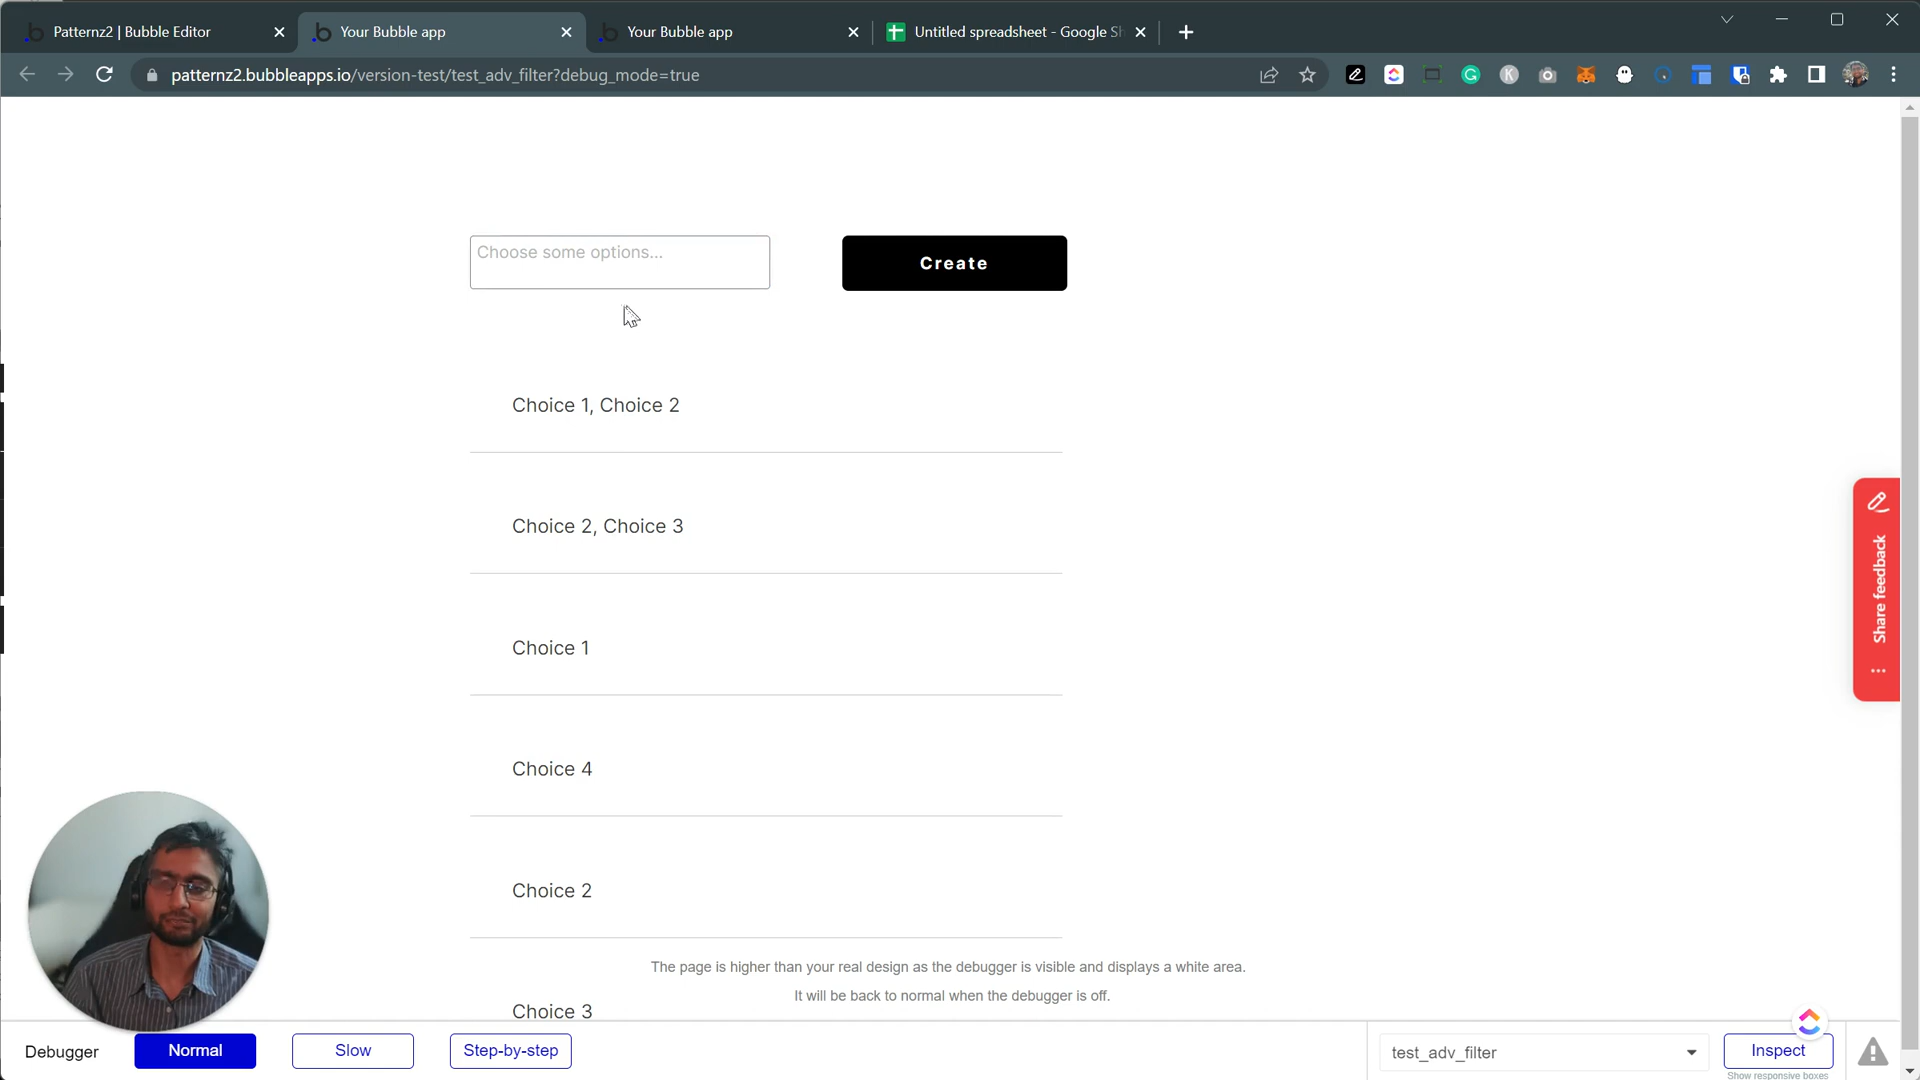 Patternz2 | Bubble Editor
Your Bubble app
Your Bubble app
Untitled spreadsheet - Google Sh
patternz2.bubbleapps.io/version-test/test_adv_filter?debug_mode=true
Choose some options...
Create
Choice 1, Choice 2
Choice 2, Choice 3
Choice 1
Choice 4
Choice 2
The page is higher than your real design as the debugger is visible and displays a white area.
It will be back to normal when the debugger is off.
Choice 3
Share feedback
Debugger
Normal
Slow
Step-by-step
test_adv_filter
Inspect
Show responsive boxes